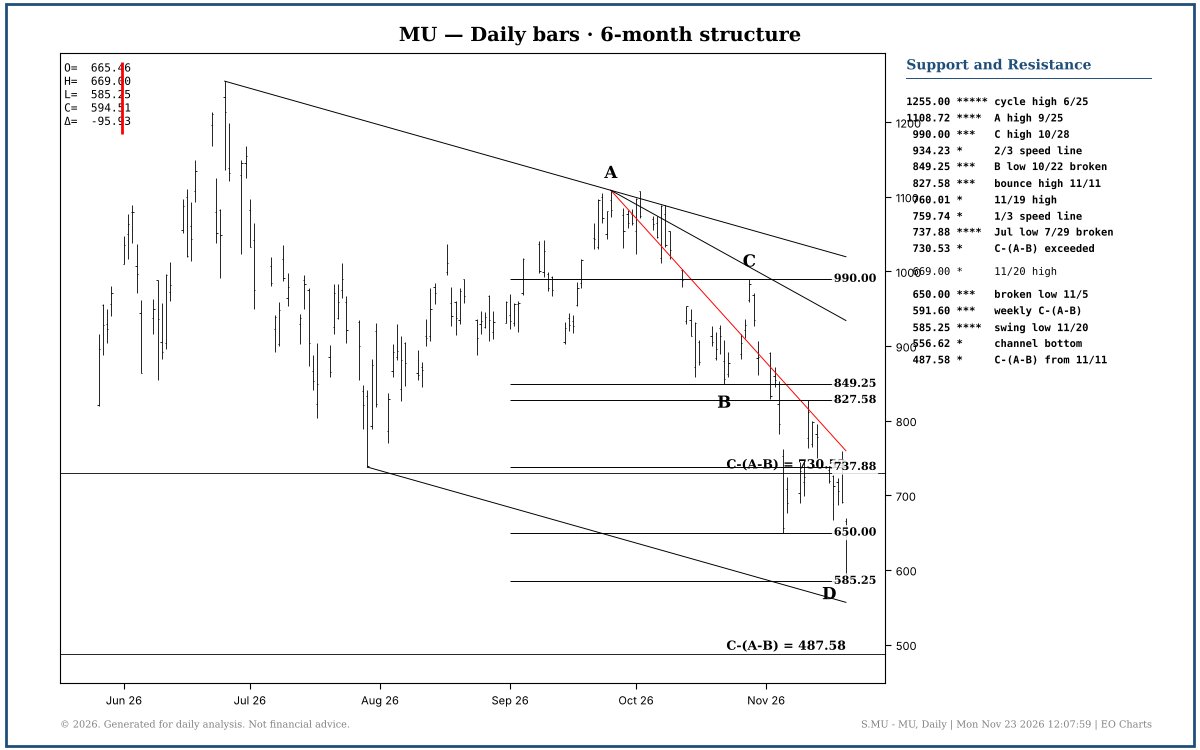 MU — Daily bars · 6-month structure
O= 665.46
H= 669.00
L= 585.25
C= 594.51
Δ= -95.93
Support and Resistance
1255.00 ***** cycle high 6/25
1108.72 **** A high 9/25
990.00 *** C high 10/28
934.23 * 2/3 speed line
849.25 *** B low 10/22 broken
827.58 *** bounce high 11/11
760.01 * 11/19 high
759.74 * 1/3 speed line
737.88 **** Jul low 7/29 broken
730.53 * C-(A-B) exceeded
669.00 * 11/20 high
650.00 *** broken low 11/5
591.60 *** weekly C-(A-B)
585.25 **** swing low 11/20
556.62 * channel bottom
487.58 * C-(A-B) from 11/11
A
C
B
D
990.00
849.25
827.58
C-(A-B) = 730.5
737.88
650.00
585.25
C-(A-B) = 487.58
1200
1100
1000
900
800
700
600
500
Jun 26
Jul 26
Aug 26
Sep 26
Oct 26
Nov 26
© 2026. Generated for daily analysis. Not financial advice.
S.MU - MU, Daily | Mon Nov 23 2026 12:07:59 | EO Charts